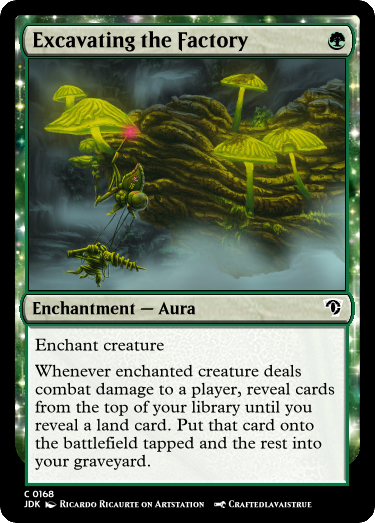 Excavating the Factory
Enchantment — Aura
Enchant creature
Whenever enchanted creature deals
combat damage to a player, reveal cards
from the top of your library until you
reveal a land card. Put that card onto
the battlefield tapped and the rest into
your graveyard.
C 0168
JDK Ricardo Ricaurte on Artstation Craftedlavaistrue